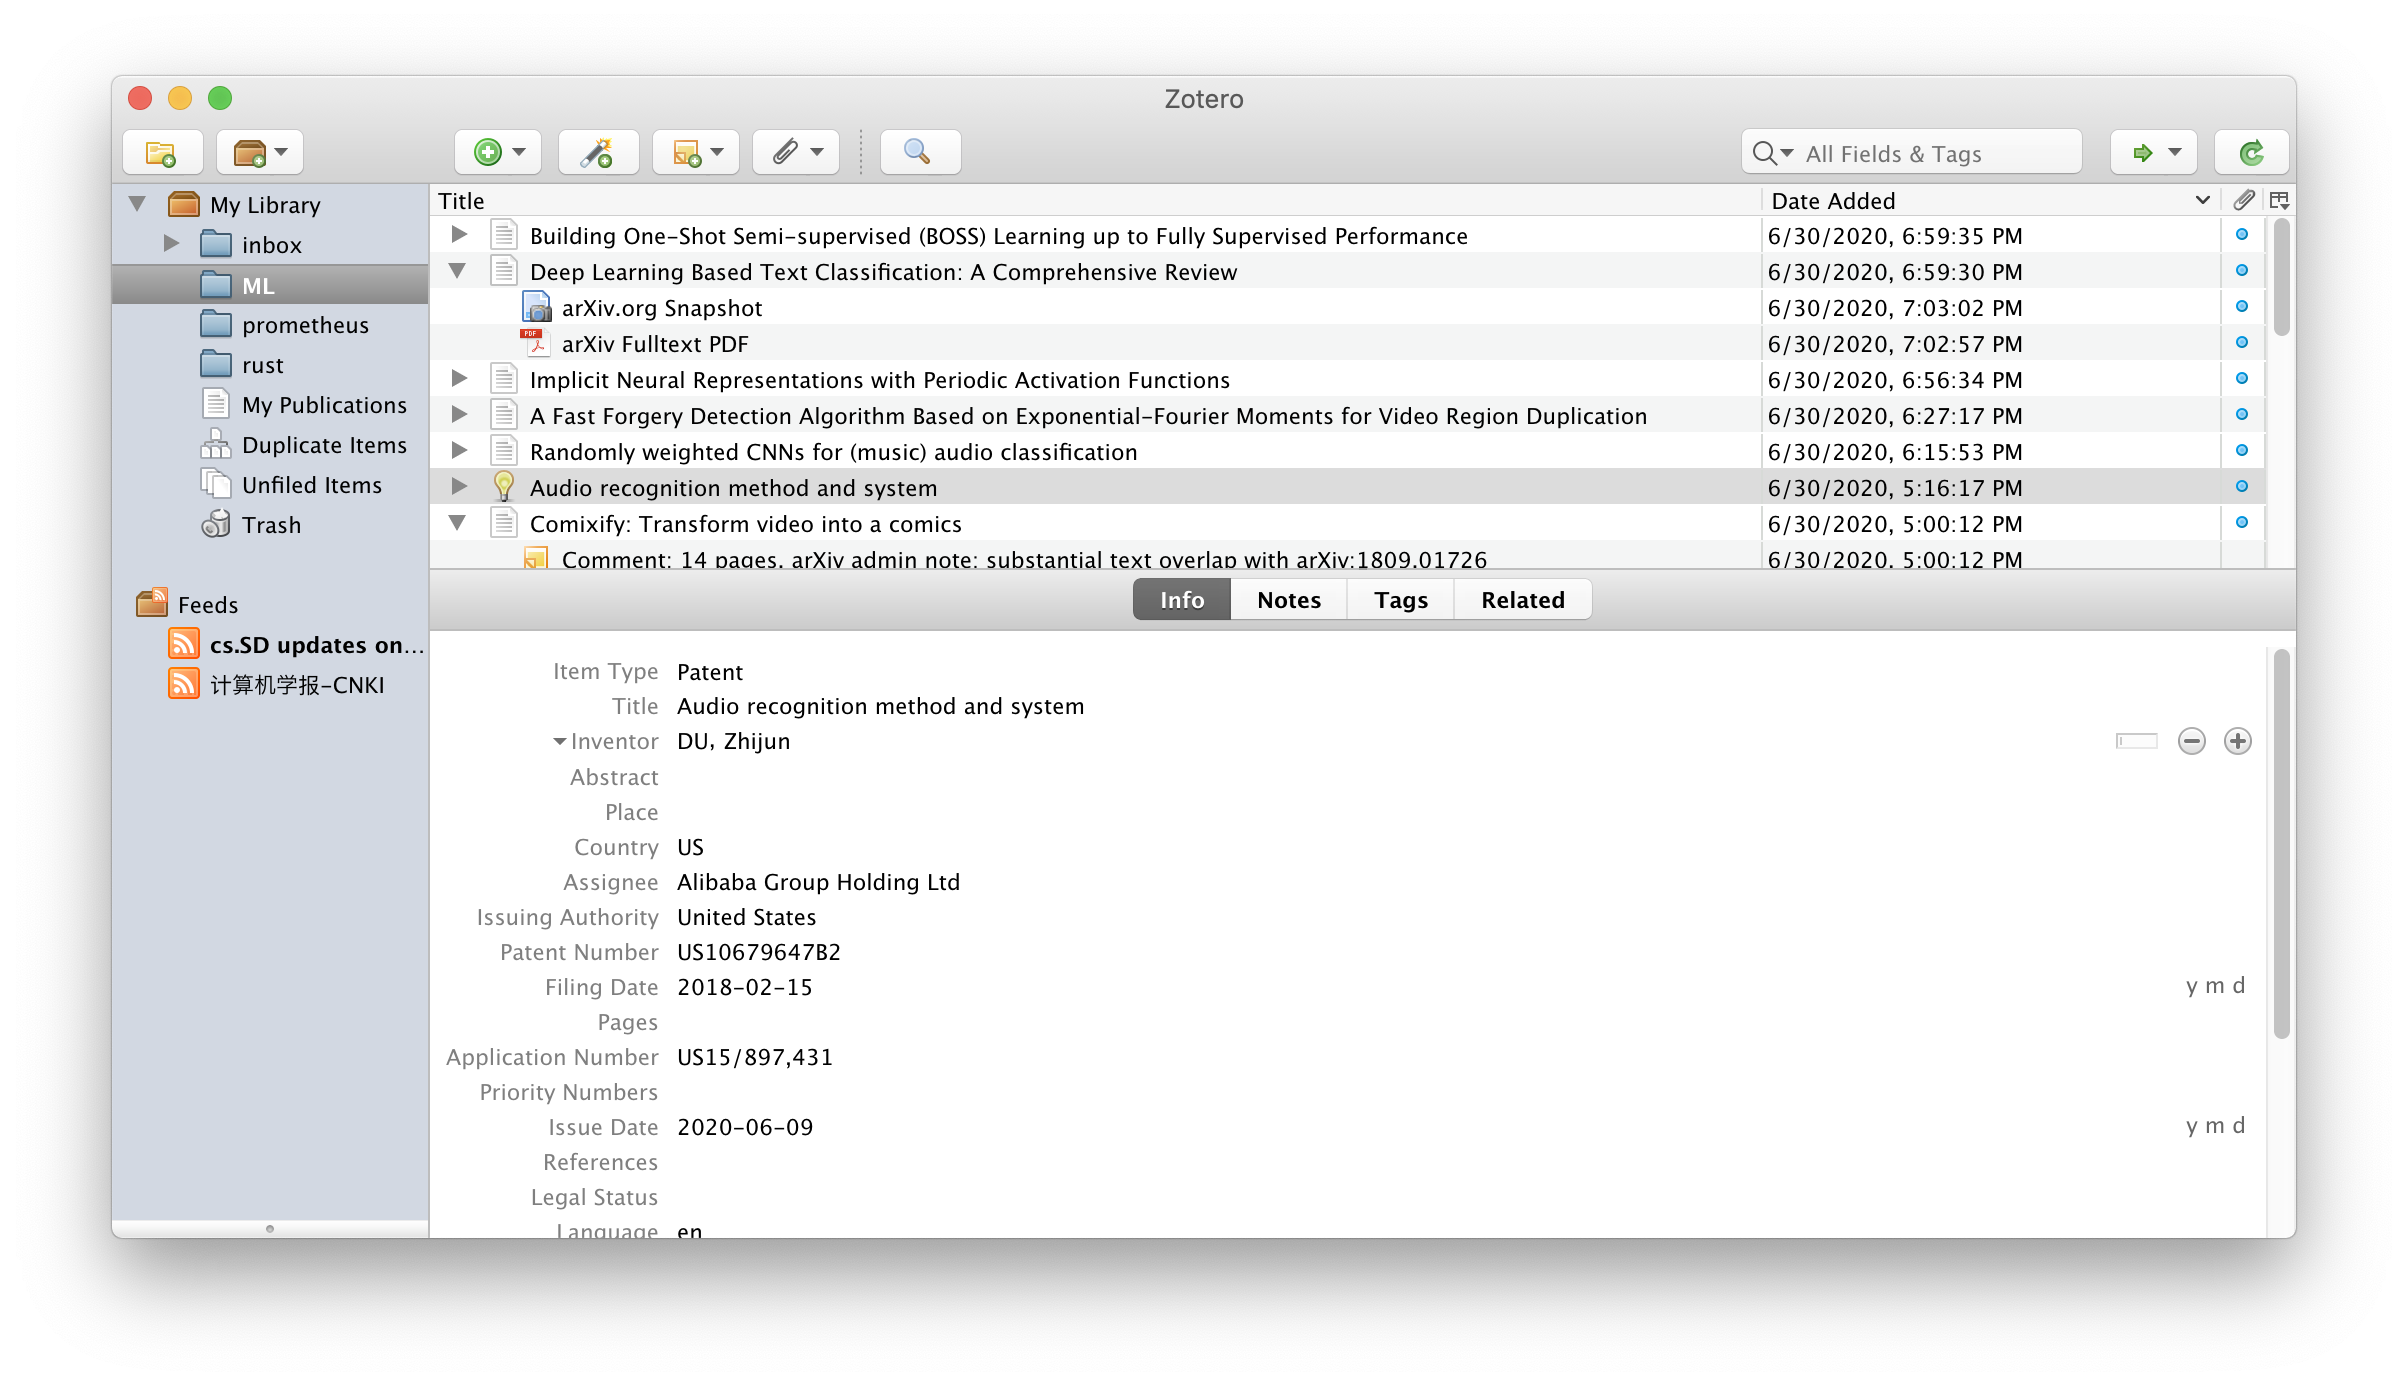 Zotero
All Fields & Tags
My Library
inbox
ML
prometheus
rust
My Publications
Duplicate Items
Unfiled Items
Trash
Feeds
cs.SD updates on...
计算机学报-CNKI
Title Date Added
Building One-Shot Semi-supervised (BOSS) Learning up to Fully Supervised Performance 6/30/2020, 6:59:35 PM
Deep Learning Based Text Classification: A Comprehensive Review 6/30/2020, 6:59:30 PM
arXiv.org Snapshot 6/30/2020, 7:03:02 PM
PDF arXiv Fulltext PDF 6/30/2020, 7:02:57 PM
Implicit Neural Representations with Periodic Activation Functions 6/30/2020, 6:56:34 PM
A Fast Forgery Detection Algorithm Based on Exponential-Fourier Moments for Video Region Duplication 6/30/2020, 6:27:17 PM
Randomly weighted CNNs for (music) audio classification 6/30/2020, 6:15:53 PM
Audio recognition method and system 6/30/2020, 5:16:17 PM
Comixify: Transform video into a comics 6/30/2020, 5:00:12 PM
Comment: 14 pages, arXiv admin note: substantial text overlap with arXiv:1809.01726 6/30/2020, 5:00:12 PM
Info Notes Tags Related
Item Type Patent
Title Audio recognition method and system
Inventor DU, Zhijun
Abstract
Place
Country US
Assignee Alibaba Group Holding Ltd
Issuing Authority United States
Patent Number US10679647B2
Filing Date 2018-02-15 y m d
Pages
Application Number US15/897,431
Priority Numbers
Issue Date 2020-06-09 y m d
References
Legal Status
Language en